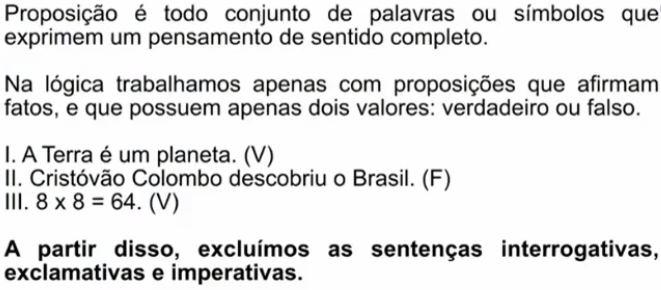 Proposição é todo conjunto de palavras ou símbolos que
exprimem um pensamento de sentido completo.
Na lógica trabalhamos apenas com proposições que afirmam
fatos, e que possuem apenas dois valores: verdadeiro ou falso.
I. A Terra é um planeta. (V)
II. Cristóvão Colombo descobriu o Brasil. (F)
III. 8 x 8 = 64. (V)
A partir disso, excluímos as sentenças interrogativas,
exclamativas e imperativas.